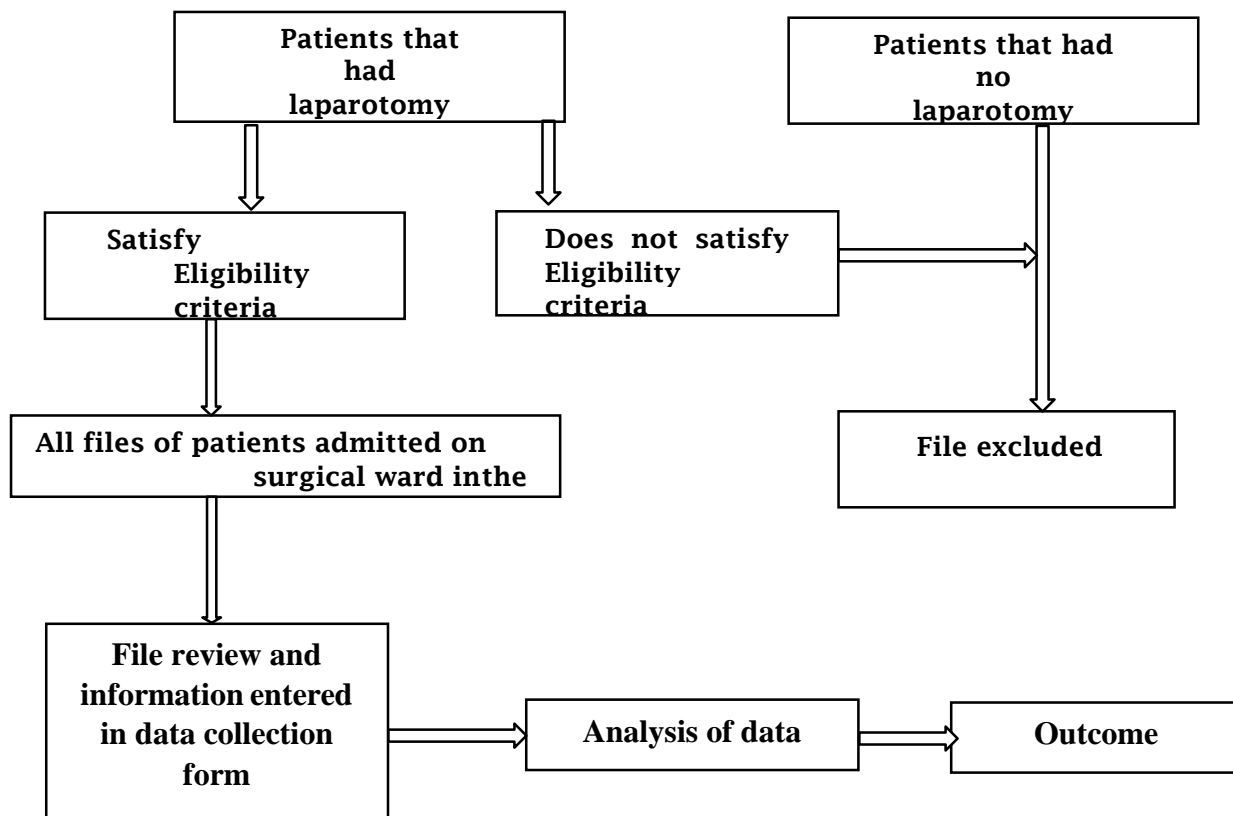 Patients that
had
laparotomy
Patients that had
no
laparotomy
Satisfy
Eligibility
criteria
Does not satisfy
Eligibility
criteria
All files of patients admitted on
surgical ward inthe
File excluded
File review and
information entered
in data collection
form
Analysis of data
Outcome